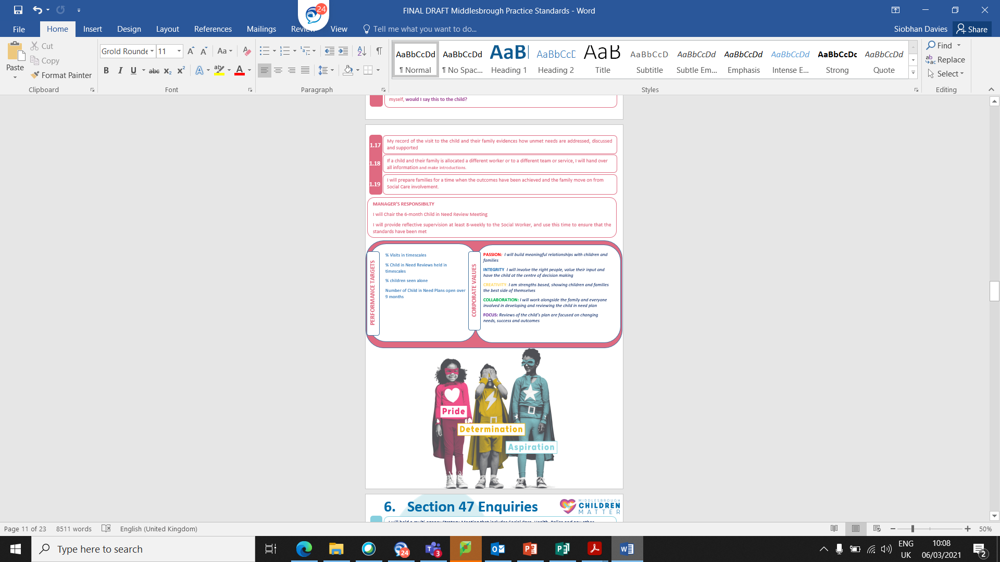 24
FINAL DRAFT Middlesbrough Practice Standards - Word
File Home Insert Design Layout References Mailings View Tell me what you want to do... Siobhan Davies Share
Paste
Cut
Copy
Format Painter
Clipboard
Grold Rounde 11
Font
Paragraph
AaBbCcDd AaBbCcDd AaB AaBbCcD AaB AaBbCcD AaBbCcDd AaBbCcDd AaBbCcDd AaBbCcDc AaBbCcDd
¶ Normal ¶ No Spac... Heading 1 Heading 2 Title Subtitle Subtle Em... Emphasis Intense E... Strong Quote
Styles
Find
Replace
Select
Editing
myself, would I say this to the child?
1.17 My record of the visit to the child and their family evidences how unmet needs are addressed, discussed
and supported
1.18 If a child and their family is allocated a different worker or to a different team or service, I will hand over
all information and make introductions.
1.19 I will prepare families for a time when the outcomes have been achieved and the family move on from
Social Care involvement.
MANAGER'S RESPONSIBILTY
I will Chair the 6-month Child in Need Review Meeting
I will provide reflective supervision at least 8-weekly to the Social Worker, and use this time to ensure that the
standards have been met
PERFORMANCE TARGETS
% Visits in timescales
% Child in Need Reviews held in
timescales
% children seen alone
Number of Child in Need Plans open over
9 months
CORPORATE VALUES
PASSION: I will build meaningful relationships with children and
families
INTEGRITY I will involve the right people, value their input and
have the child at the centre of decision making
CREATIVITY: I am strengths based, showing children and families
the best side of themselves
COLLABORATION: I will work alongside the family and everyone
involved in developing and reviewing the child in need plan
FOCUS: Reviews of the child's plan are focused on changing
needs, success and outcomes
Pride
Determination
Aspiration
6. Section 47 Enquiries
MIDDLESBROUGH
CHILDREN
MATTER
Page 11 of 23 8511 words English (United Kingdom) 50%
Type here to search
24
3
ENG
UK
10:08
06/03/2021
2